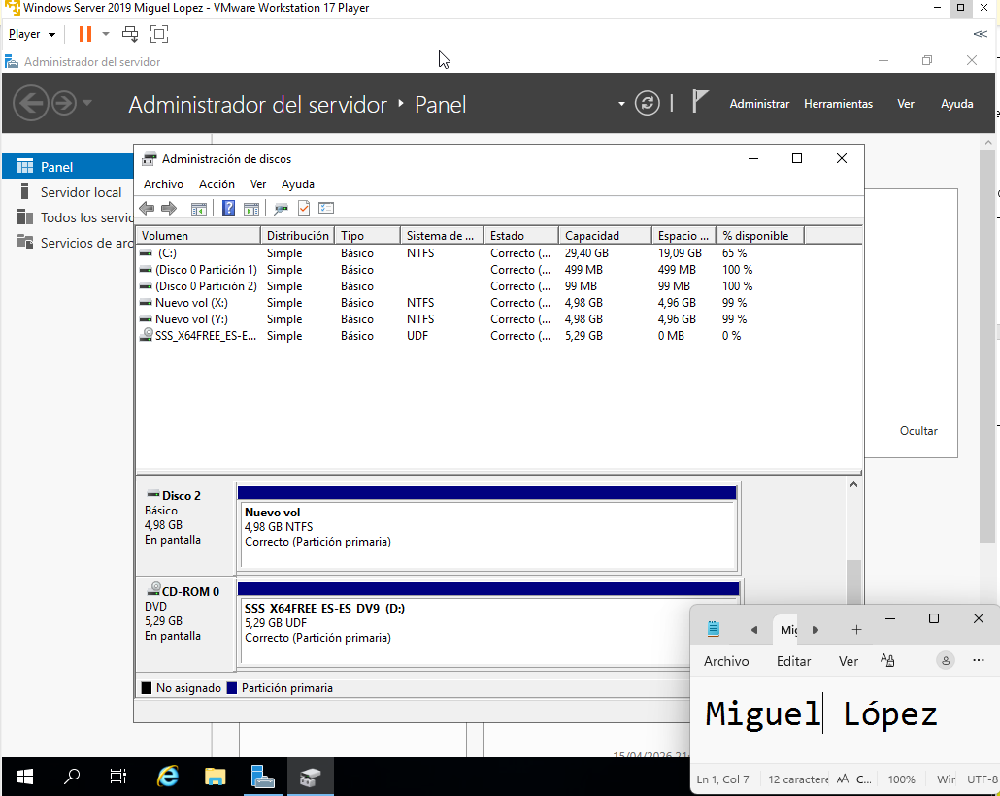 Windows Server 2019 Miguel Lopez - VMware Workstation 17 Player
Player
Administrador del servidor
Administrador del servidor Panel
Administrar Herramientas Ver Ayuda
Panel
Servidor local
Todos los servic
Servicios de arc
Administración de discos
Archivo Acción Ver Ayuda
Volumen Distribución Tipo Sistema de ... Estado Capacidad Espacio ... % disponible
(C:) Simple Básico NTFS Correcto (... 29,40 GB 19,09 GB 65 %
(Disco 0 Partición 1) Simple Básico Correcto (... 499 MB 499 MB 100 %
(Disco 0 Partición 2) Simple Básico Correcto (... 99 MB 99 MB 100 %
Nuevo vol (X:) Simple Básico NTFS Correcto (... 4,98 GB 4,96 GB 99 %
Nuevo vol (Y:) Simple Básico NTFS Correcto (... 4,98 GB 4,96 GB 99 %
SSS_X64FREE_ES-E... Simple Básico UDF Correcto (... 5,29 GB 0 MB 0 %
Ocultar
Disco 2
Básico
4,98 GB
En pantalla
Nuevo vol
4,98 GB NTFS
Correcto (Partición primaria)
CD-ROM 0
DVD
5,29 GB
En pantalla
SSS_X64FREE_ES-ES_DV9 (D:)
5,29 GB UDF
Correcto (Partición primaria)
No asignado Partición primaria
Mig
Archivo Editar Ver
Miguel López
Ln 1, Col 7 12 caractere C... 100% Wir UTF-8